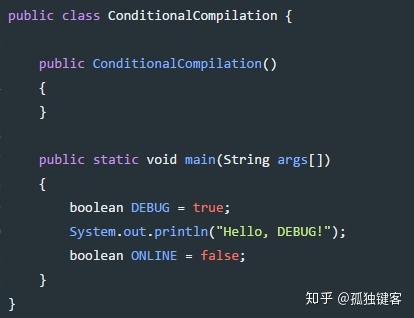 public class ConditionalCompilation {
    public ConditionalCompilation()
    {
    }
    public static void main(String args[])
    {
        boolean DEBUG = true;
        System.out.println("Hello, DEBUG!");
        boolean ONLINE = false;
    }
}
知乎 @孤独键客